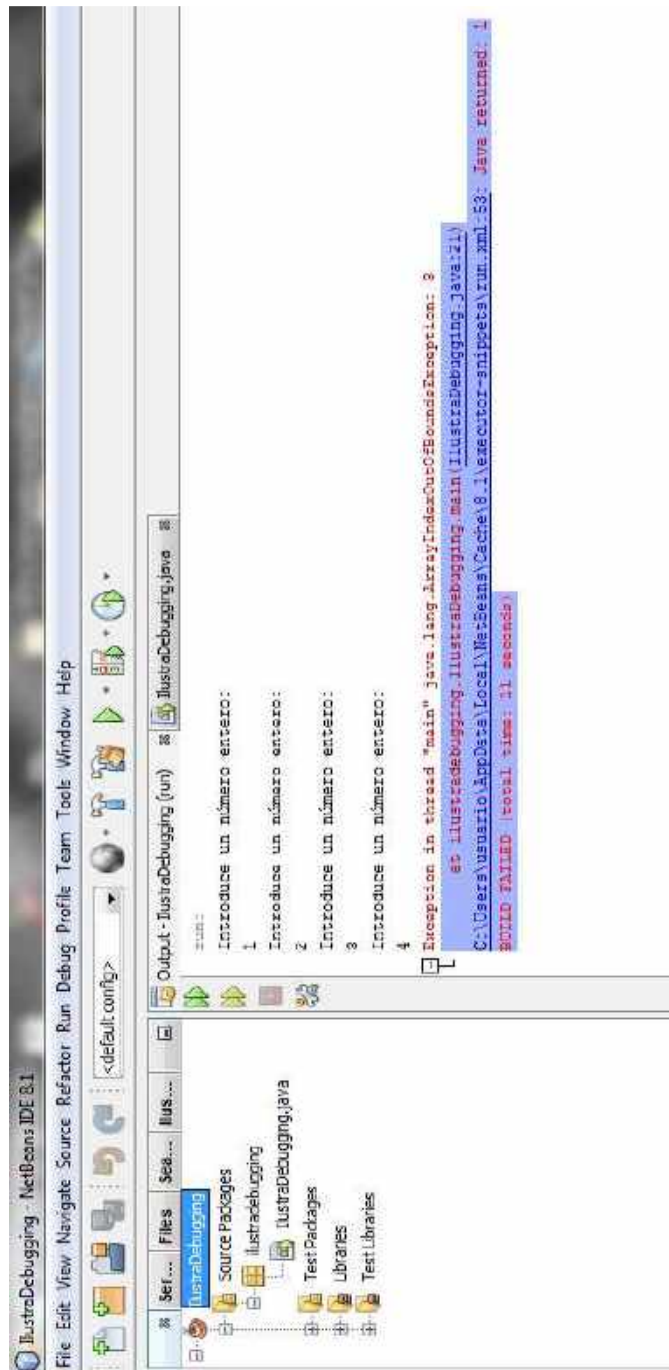 IlustraDebugging - NetBeans IDE 8.1
File Edit View Navigate Source Refactor Run Debug Profile Team Tools Window Help
<default config>
Ser... Files Sea... Ilus...
IlustraDebugging
Source Packages
ilustradebugging
IlustraDebugging.java
Test Packages
Libraries
Test Libraries
Output - IlustraDebugging (run)
IlustraDebugging.java
run:
Introduce un número entero:
1
Introduce un número entero:
2
Introduce un número entero:
3
Introduce un número entero:
4
Exception in thread "main" java.lang.ArrayIndexOutOfBoundsException: 3
at ilustradebugging.IlustraDebugging.main(IlustraDebugging.java:21)
C:\Users\usuario\AppData\Local\NetBeans\Cache\8.1\executor-snippets\run.xml:53: Java returned: 1
BUILD FAILED (total time: 11 seconds)